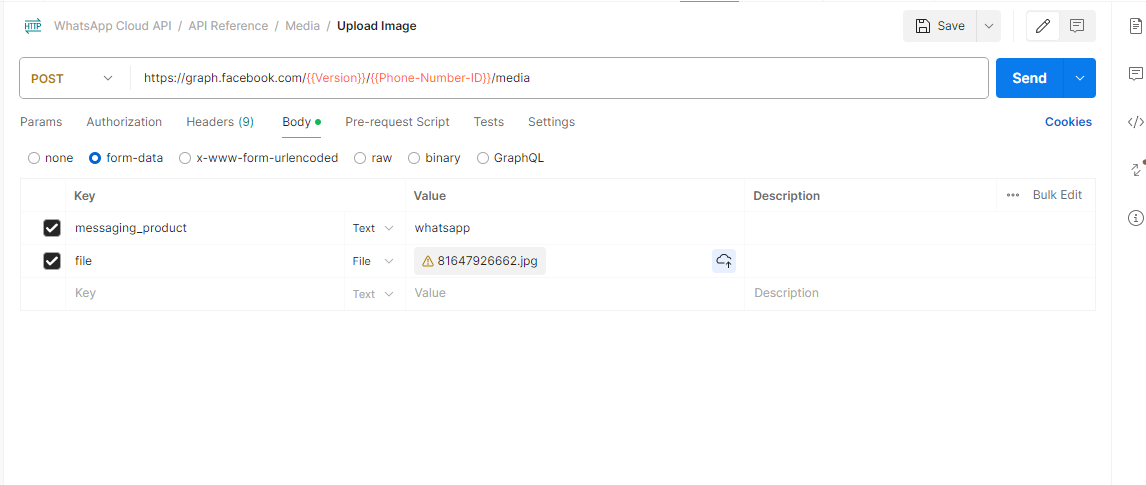 HTTP WhatsApp Cloud API / API Reference / Media / Upload Image Save
POST https://graph.facebook.com/{{Version}}/{{Phone-Number-ID}}/media Send
Params Authorization Headers (9) Body Pre-request Script Tests Settings Cookies
none form-data x-www-form-urlencoded raw binary GraphQL
Key Value Description Bulk Edit
messaging_product Text whatsapp
file File 81647926662.jpg
Key Text Value Description